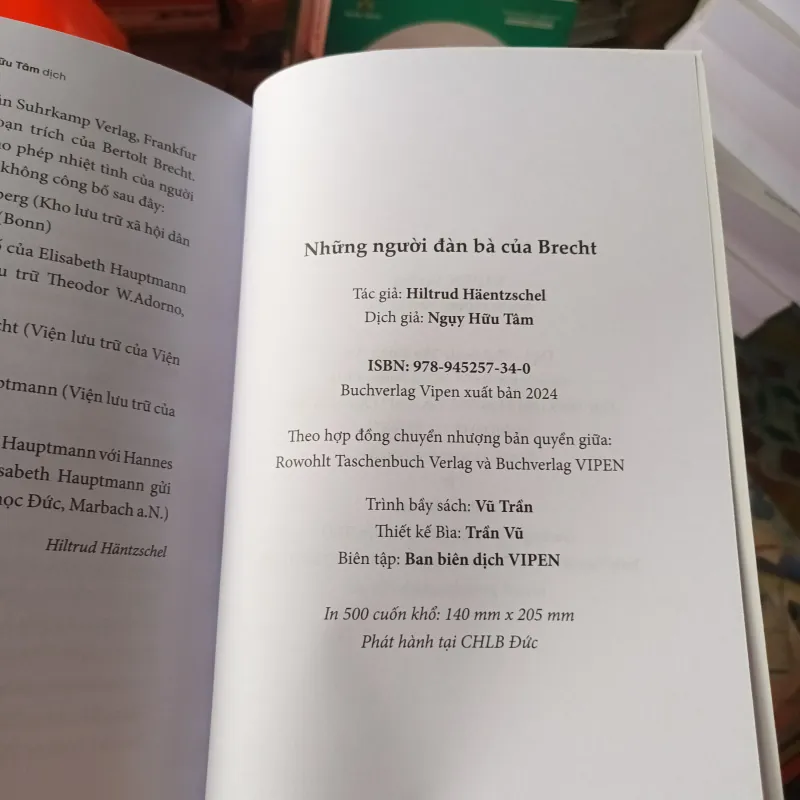 ữu Tâm dịch
in Suhrkamp Verlag, Frankfur
oạn trích của Bertolt Brecht.
o phép nhiệt tình của người
không công bố sau đây:
berg (Kho lưu trữ xã hội dân
(Bonn)
ố của Elisabeth Hauptmann
u trữ Theodor W.Adorno,
cht (Viện lưu trữ của Viện
ptmann (Viện lưu trữ của
Hauptmann với Hannes
sabeth Hauptmann gửi
học Đức, Marbach a.N.)
Hiltrud Häntzschel
Những người đàn bà của Brecht
Tác giả: Hiltrud Häentzschel
Dịch giả: Ngụy Hữu Tâm
ISBN: 978-945257-34-0
Buchverlag Vipen xuất bản 2024
Theo hợp đồng chuyển nhượng bản quyền giữa:
Rowohlt Taschenbuch Verlag và Buchverlag VIPEN
Trình bầy sách: Vũ Trần
Thiết kế Bìa: Trần Vũ
Biên tập: Ban biên dịch VIPEN
In 500 cuốn khổ: 140 mm x 205 mm
Phát hành tại CHLB Đức